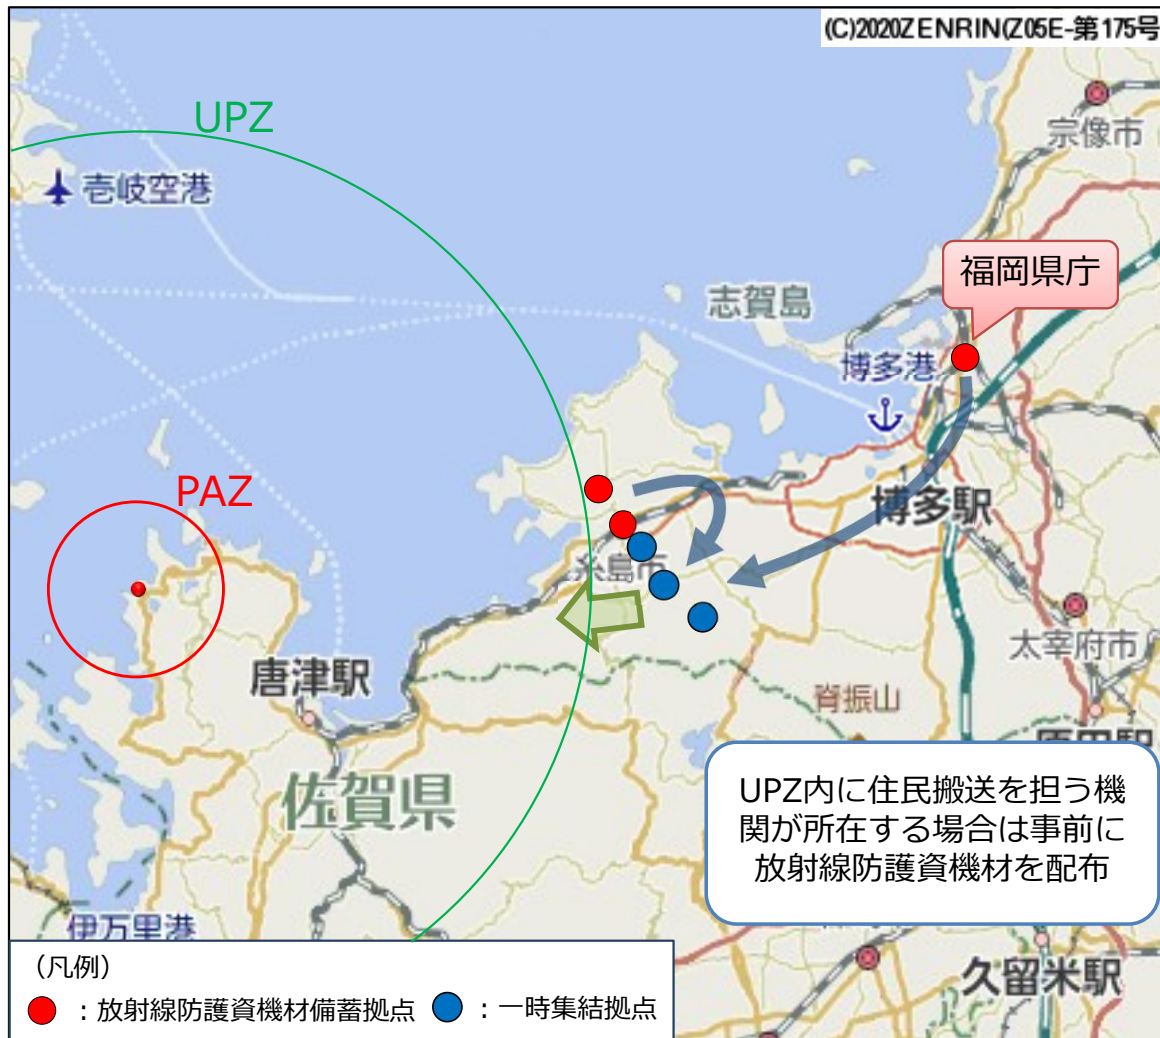 (C)2020ZENRIN(Z05E-第175号
UPZ
宗像市
壱岐空港
福岡県庁
志賀島
博多港
PAZ
博多駅
糸島市
太宰府市
唐津駅
脊振山
原田駅
佐賀県
UPZ内に住民搬送を担う機
関が所在する場合は事前に
放射線防護資機材を配布
伊万里港
久留米駅
(凡例)
：放射線防護資機材備蓄拠点 ：一時集結拠点